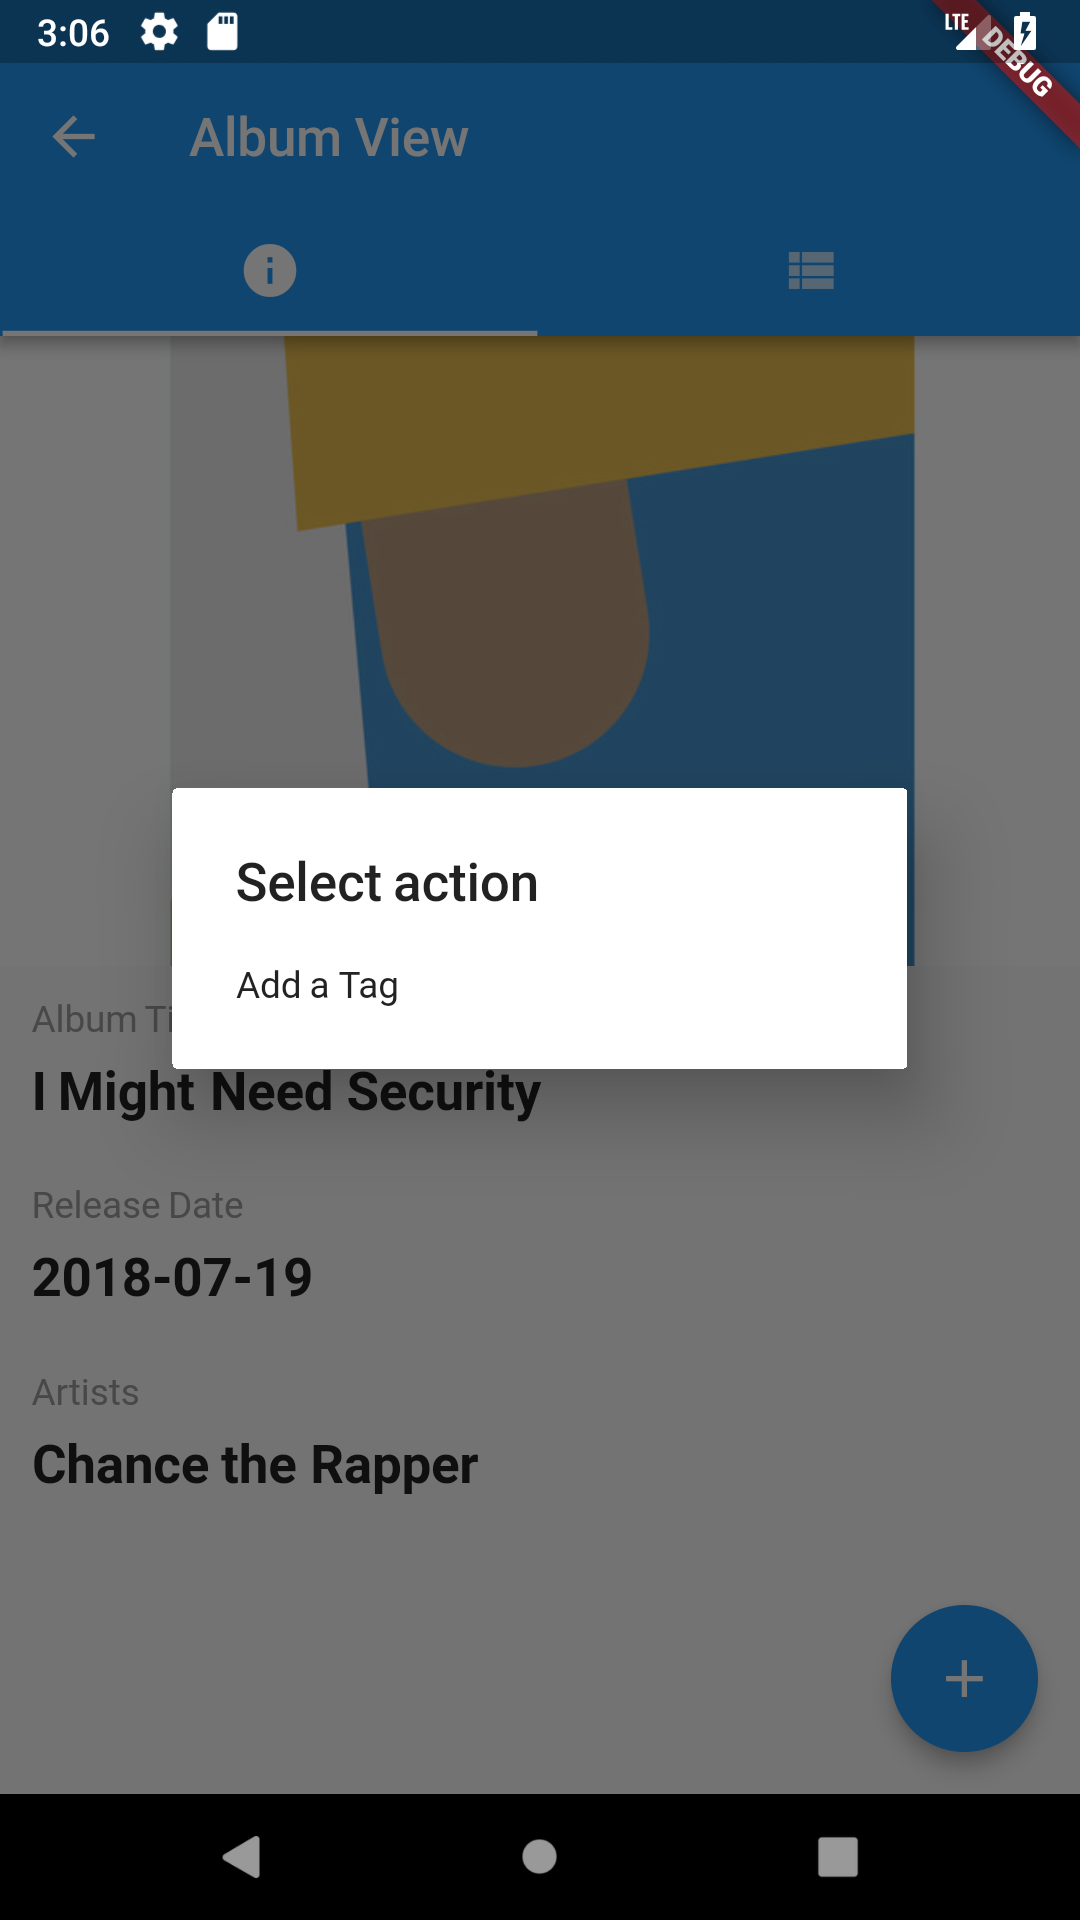 3:06
LTE
DEBUG
Album View
Select action
Add a Tag
Album Ti
I Might Need Security
Release Date
2018-07-19
Artists
Chance the Rapper